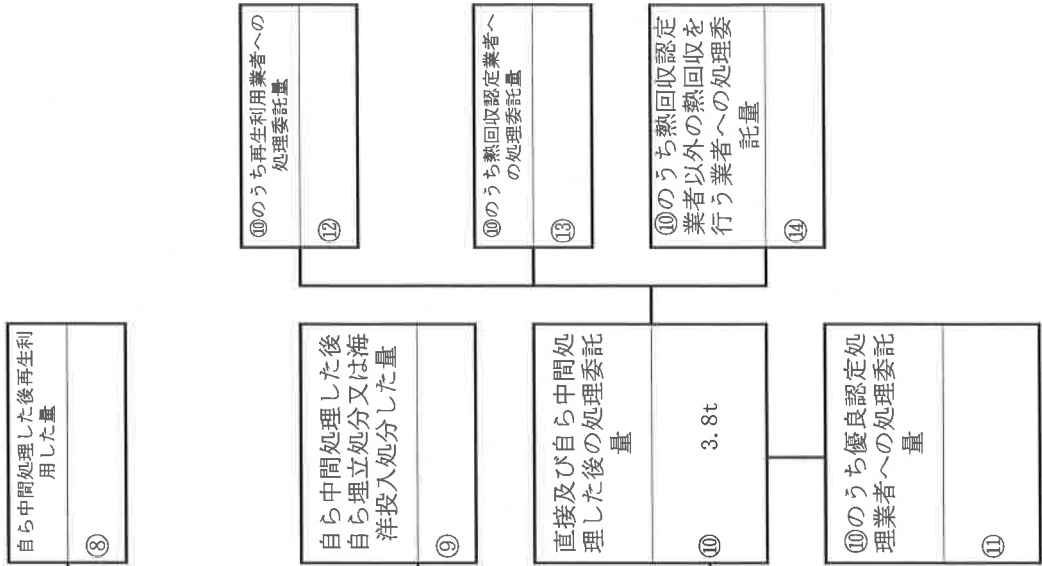 自ら中間処理した後再生利
用した量
⑧
自ら中間処理した後
自ら埋立処分又は海
洋投入処分した量
⑨
直接及び自ら中間処
理した後の処理委託
量
⑩
3.8t
⑩のうち優良認定処
理業者への処理委託
量
⑪
⑩のうち再生利用業者への
処理委託量
⑫
⑩のうち熱回収認定業者へ
の処理委託量
⑬
⑩のうち熱回収認定
業者以外の熱回収を
行う業者への処理委
託量
⑭